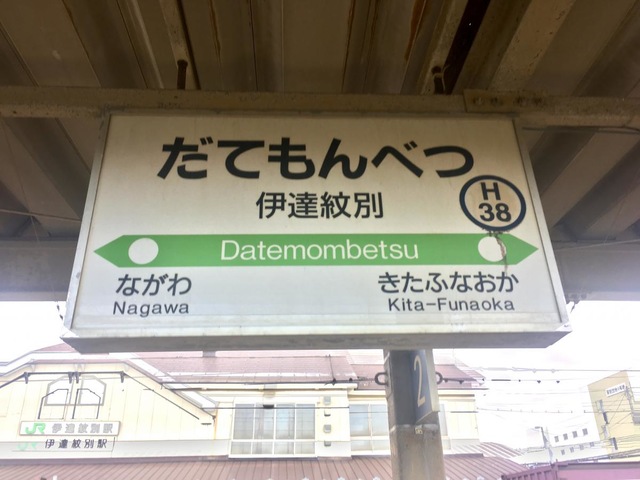 だてもんべつ
伊達紋別
H
38
Datemombetsu
ながわ
Nagawa
きたふなおか
Kita-Funaoka
2
JR 伊達紋別駅
伊達紋別駅